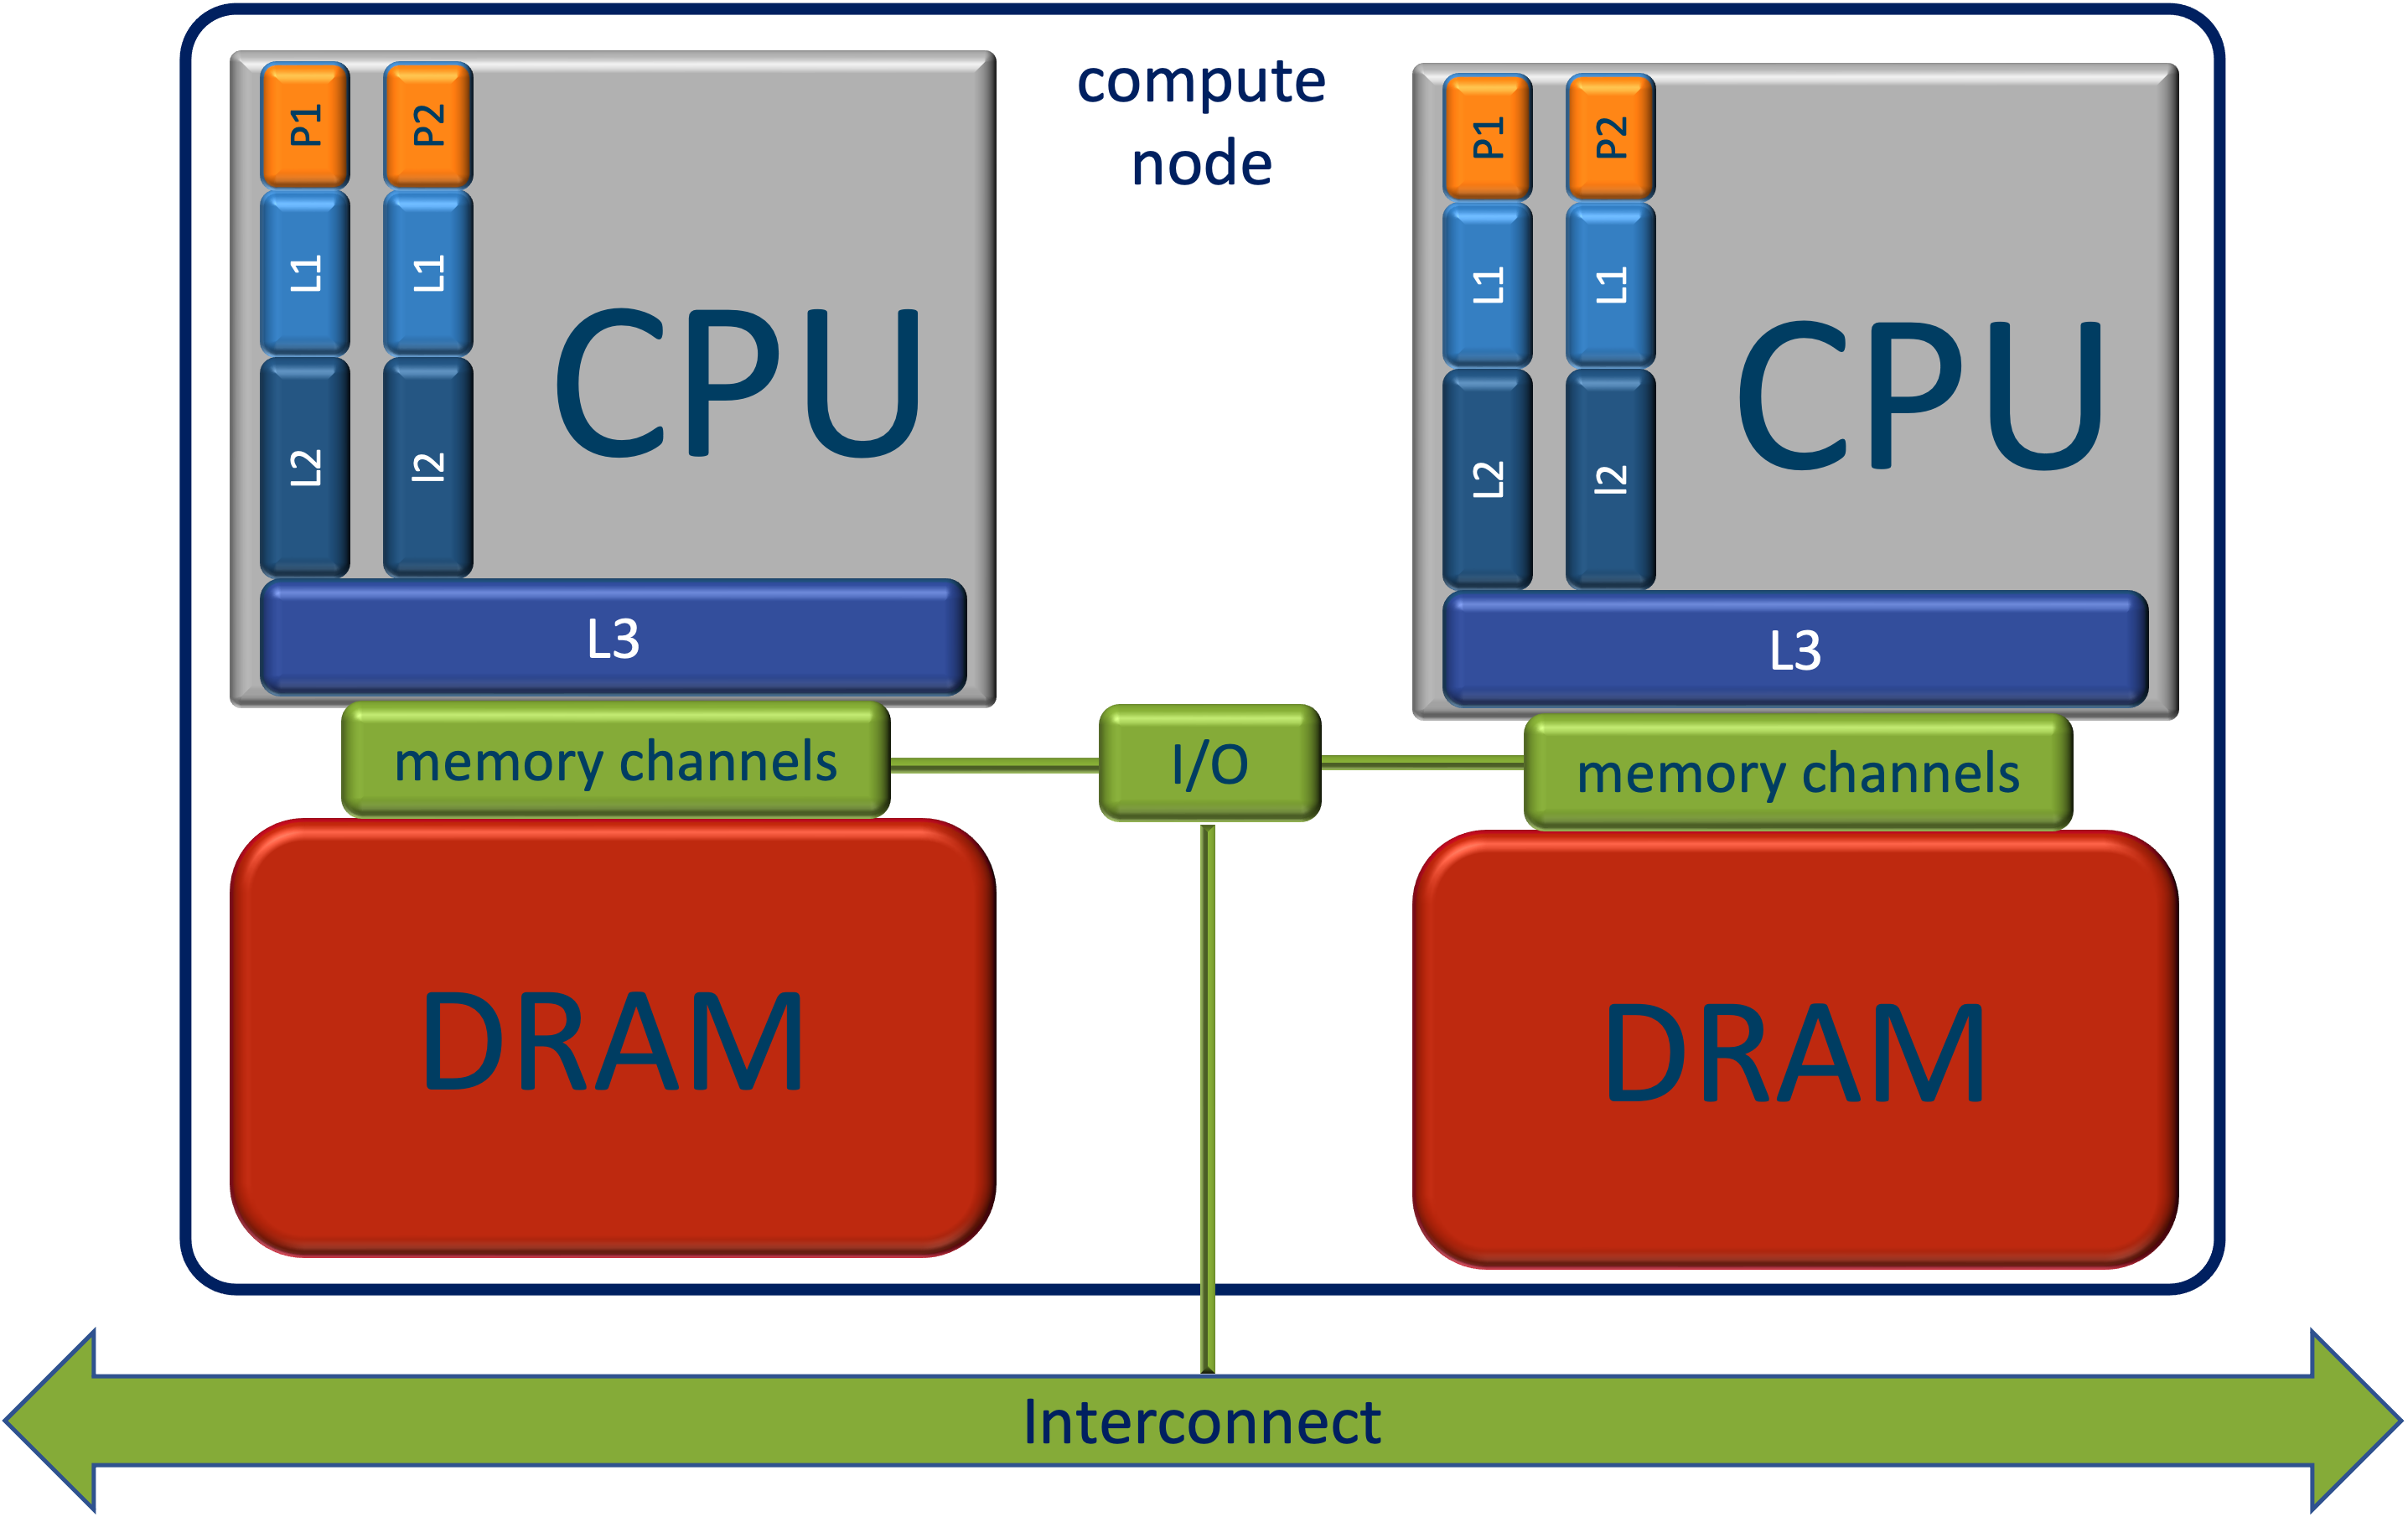 compute
node
P1
P2
L1
L1
L2
l2
CPU
L3
memory channels
DRAM
I/O
P1
P2
L1
L1
L2
l2
CPU
L3
memory channels
DRAM
Interconnect